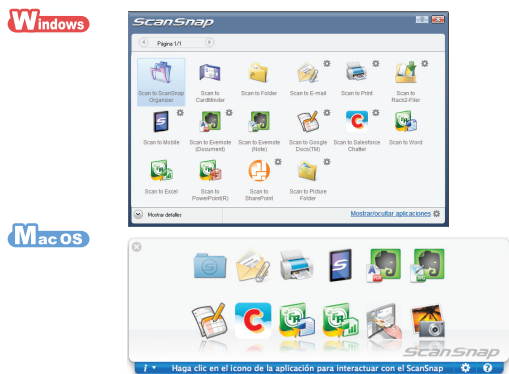 Windows
ScanSnap
Página 1/1
Scan to ScanSnap Organizer
Scan to CardMinder
Scan to Folder
Scan to E-mail
Scan to Print
Scan to Rack2-Filer
Scan to Mobile
Scan to Evernote (Document)
Scan to Evernote (Note)
Scan to Google Docs(TM)
Scan to Salesforce Chatter
Scan to Word
Scan to Excel
Scan to PowerPoint(R)
Scan to SharePoint
Scan to Picture Folder
Mostrar detalles
Mostrar/ocultar aplicaciones
Mac OS
ScanSnap
Haga clic en el icono de la aplicación para interactuar con el ScanSnap